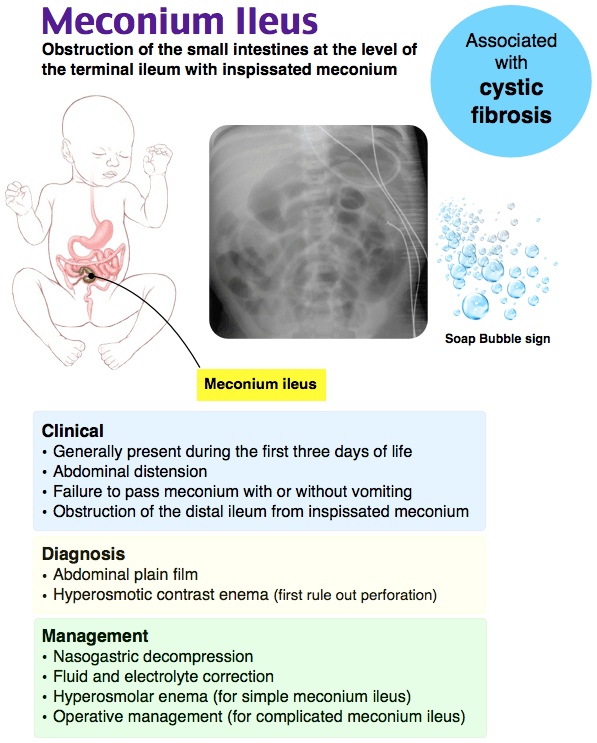 Meconium Ileus
Obstruction of the small intestines at the level of
the terminal ileum with inspissated meconium
Associated
with
cystic
fibrosis
Soap Bubble sign
Meconium ileus
Clinical
• Generally present during the first three days of life
• Abdominal distension
• Failure to pass meconium with or without vomiting
• Obstruction of the distal ileum from inspissated meconium
Diagnosis
• Abdominal plain film
• Hyperosmotic contrast enema (first rule out perforation)
Management
• Nasogastric decompression
• Fluid and electrolyte correction
• Hyperosmolar enema (for simple meconium ileus)
• Operative management (for complicated meconium ileus)